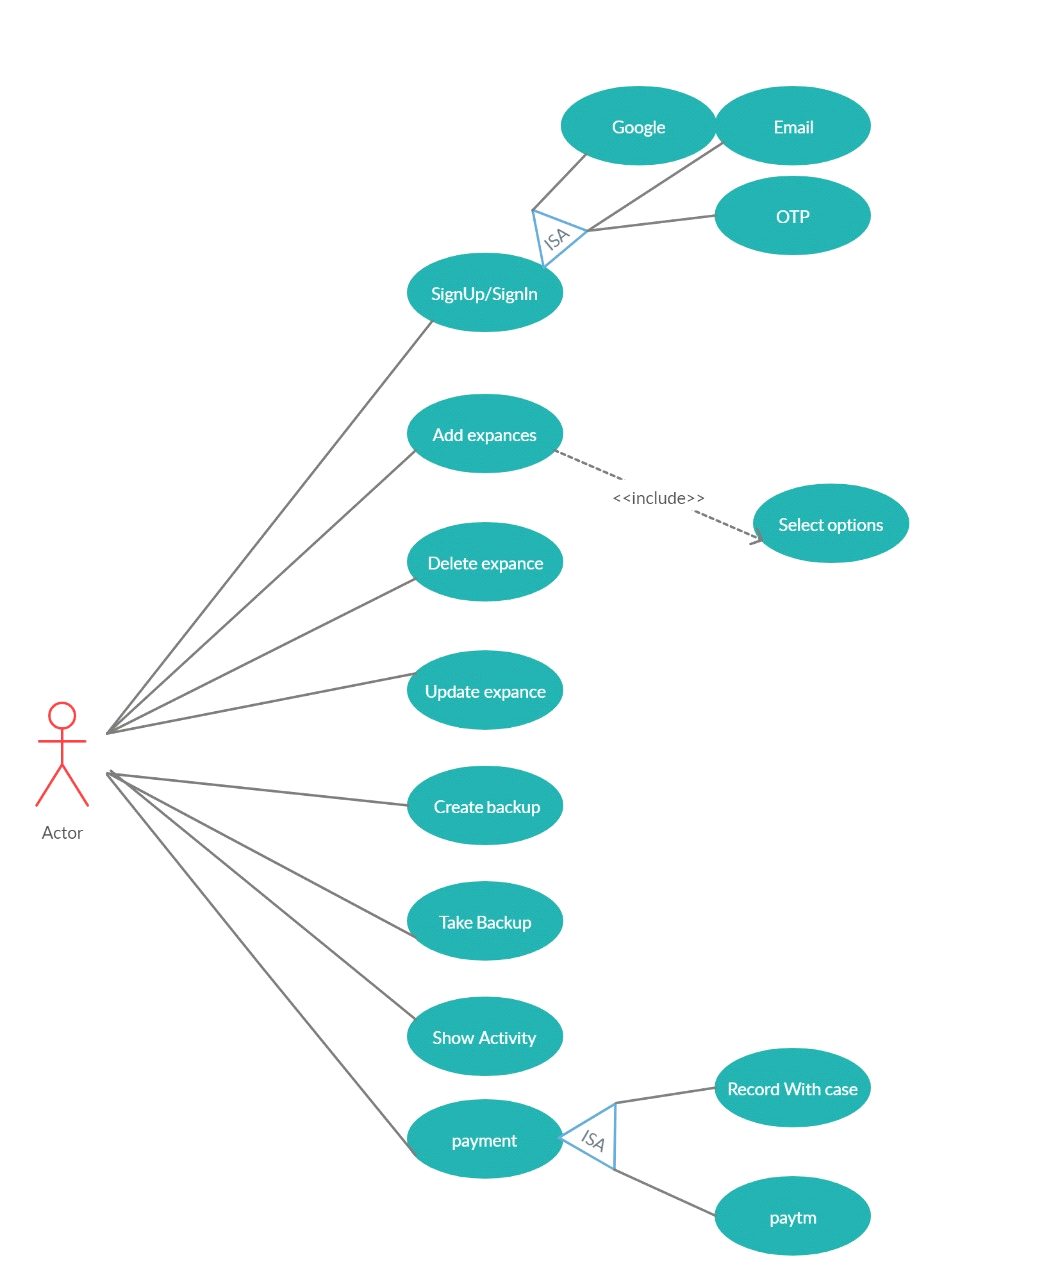 Google
Email
OTP
ISA
SignUp/SignIn
Add expances
<<include>>
Select options
Delete expance
Update expance
Actor
Create backup
Take Backup
Show Activity
Record With case
payment
ISA
paytm